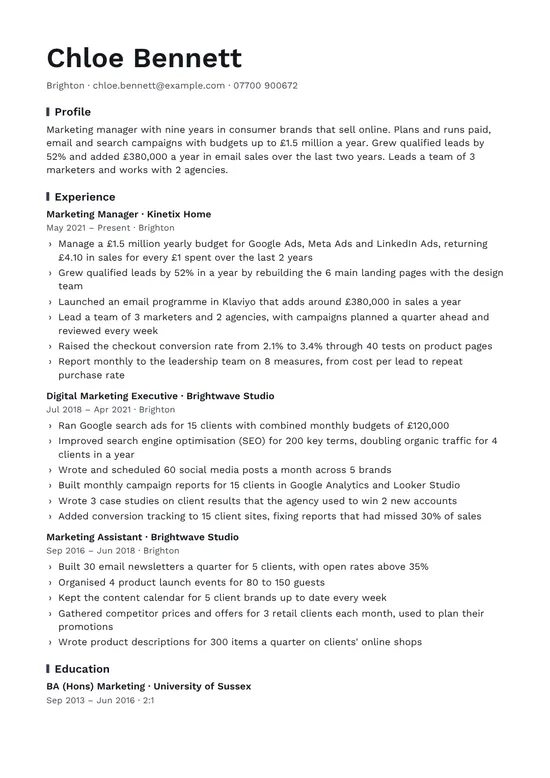 Chloe Bennett
Brighton · chloe.bennett@example.com · 07700 900672
Profile
Marketing manager with nine years in consumer brands that sell online. Plans and runs paid,
email and search campaigns with budgets up to £1.5 million a year. Grew qualified leads by
52% and added £380,000 a year in email sales over the last two years. Leads a team of 3
marketers and works with 2 agencies.
Experience
Marketing Manager · Kinetix Home
May 2021 – Present · Brighton
› Manage a £1.5 million yearly budget for Google Ads, Meta Ads and LinkedIn Ads, returning
£4.10 in sales for every £1 spent over the last 2 years
› Grew qualified leads by 52% in a year by rebuilding the 6 main landing pages with the design
team
› Launched an email programme in Klaviyo that adds around £380,000 in sales a year
› Lead a team of 3 marketers and 2 agencies, with campaigns planned a quarter ahead and
reviewed every week
› Raised the checkout conversion rate from 2.1% to 3.4% through 40 tests on product pages
› Report monthly to the leadership team on 8 measures, from cost per lead to repeat
purchase rate
Digital Marketing Executive · Brightwave Studio
Jul 2018 – Apr 2021 · Brighton
› Ran Google search ads for 15 clients with combined monthly budgets of £120,000
› Improved search engine optimisation (SEO) for 200 key terms, doubling organic traffic for 4
clients in a year
› Wrote and scheduled 60 social media posts a month across 5 brands
› Built monthly campaign reports for 15 clients in Google Analytics and Looker Studio
› Wrote 3 case studies on client results that the agency used to win 2 new accounts
› Added conversion tracking to 15 client sites, fixing reports that had missed 30% of sales
Marketing Assistant · Brightwave Studio
Sep 2016 – Jun 2018 · Brighton
› Built 30 email newsletters a quarter for 5 clients, with open rates above 35%
› Organised 4 product launch events for 80 to 150 guests
› Kept the content calendar for 5 client brands up to date every week
› Gathered competitor prices and offers for 3 retail clients each month, used to plan their
promotions
› Wrote product descriptions for 300 items a quarter on clients' online shops
Education
BA (Hons) Marketing · University of Sussex
Sep 2013 – Jun 2016 · 2:1